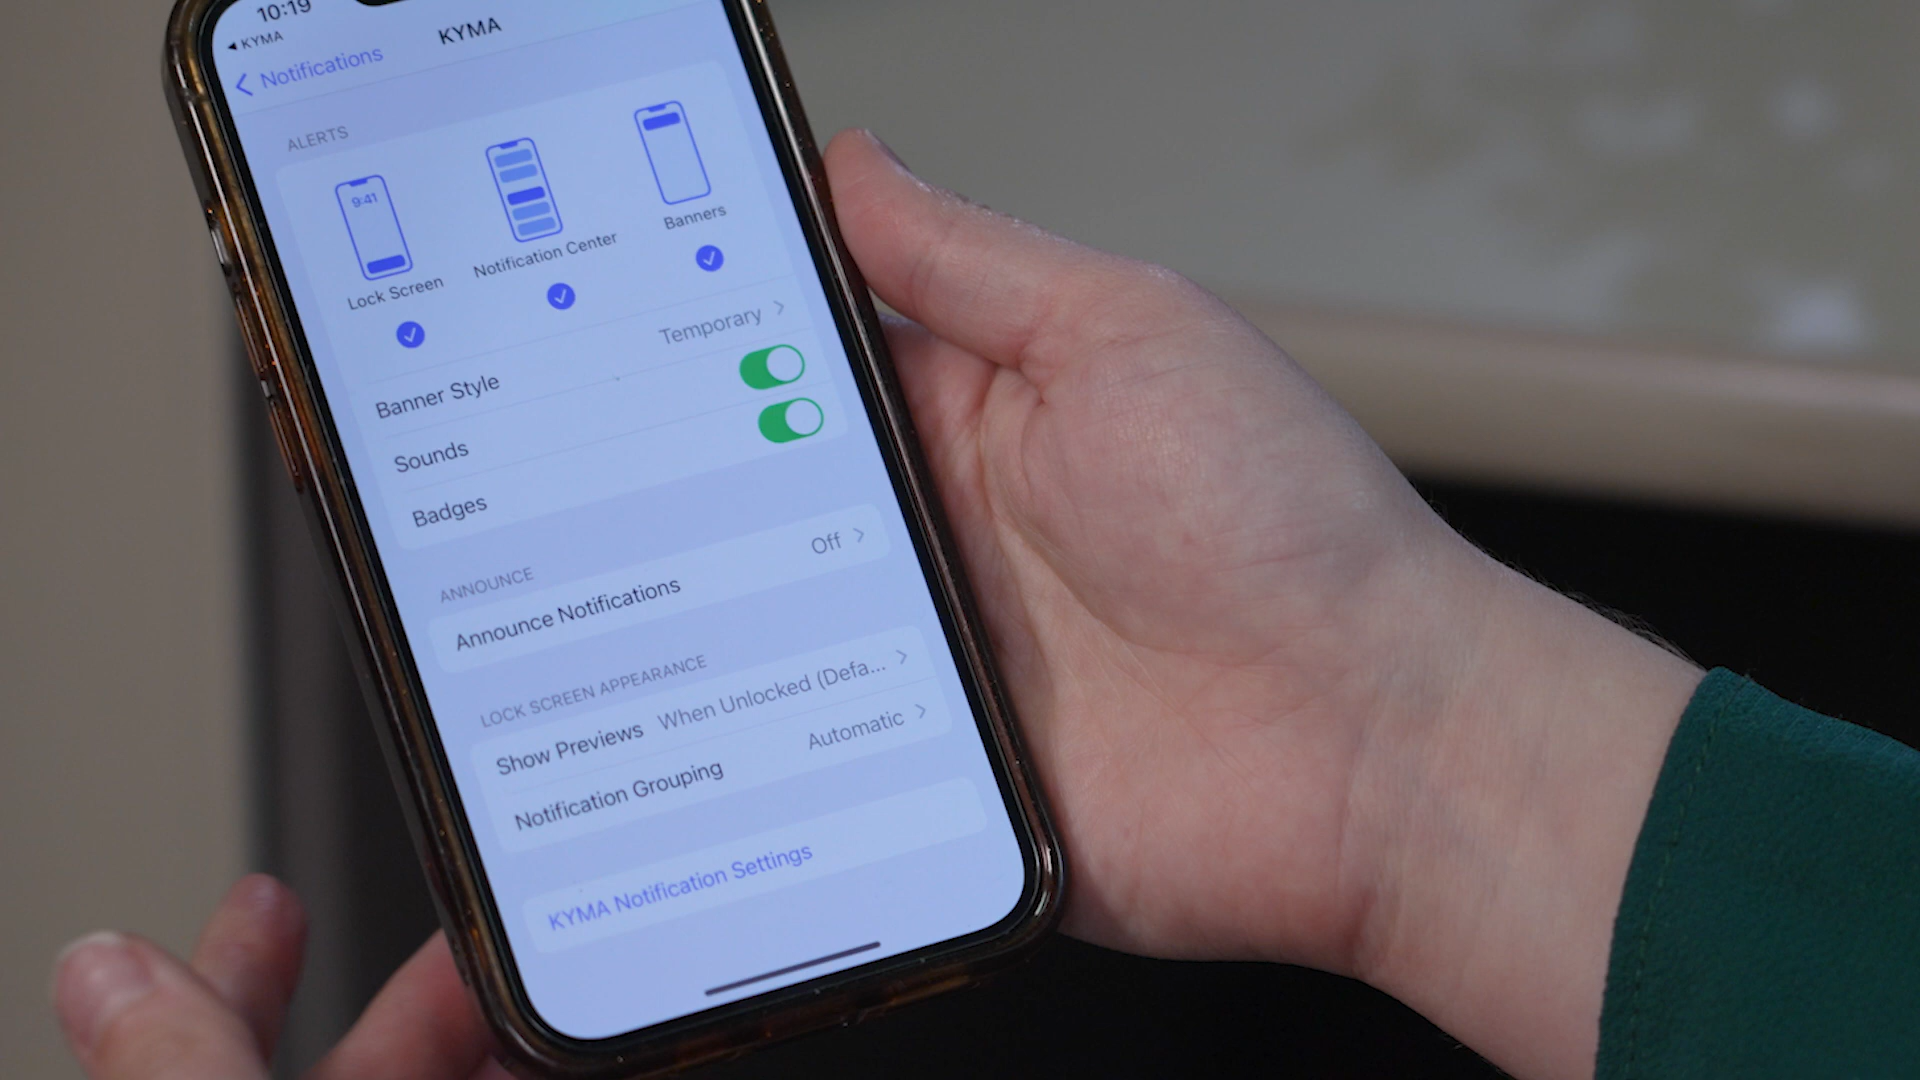 10:19
KYMA
Notifications
KYMA
ALERTS
9:41
Lock Screen
Notification Center
Banners
Banner Style Temporary
Sounds
Badges
ANNOUNCE
Announce Notifications Off
LOCK SCREEN APPEARANCE
Show Previews When Unlocked (Defa...
Notification Grouping Automatic
KYMA Notification Settings